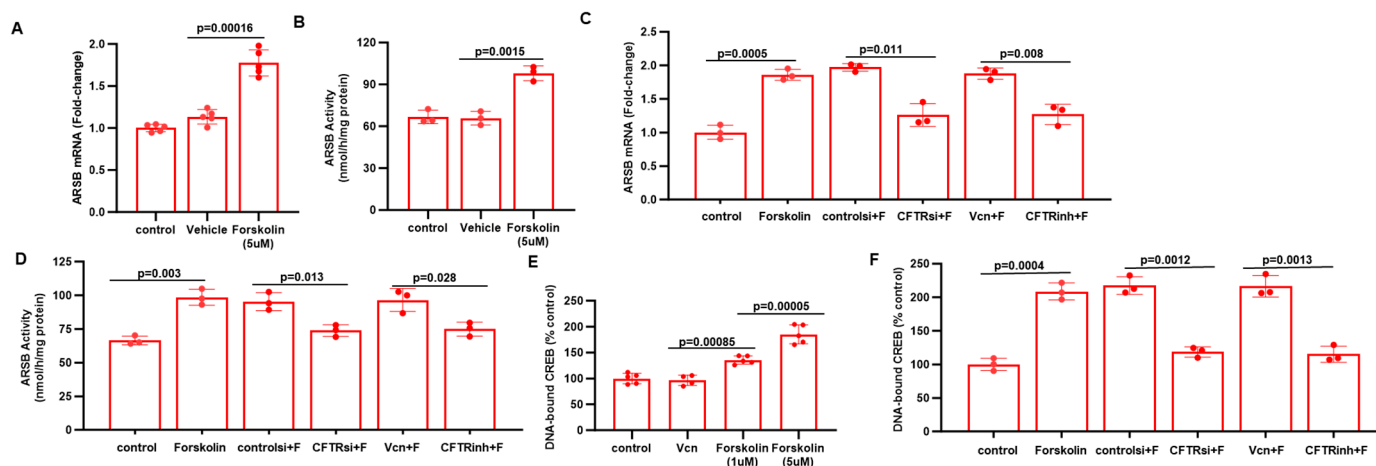 A
ARSB mRNA (Fold-change)
2.0
1.5
1.0
0.5
0.0
p=0.00016
control
Vehicle
Forskolin
(5uM)
B
ARSB Activity
(nmol/h/mg protein)
120
90
60
30
0
p=0.0015
control
Vehicle
Forskolin
(5uM)
C
ARSB mRNA (Fold-change)
2.5
2.0
1.5
1.0
0.5
0.0
p=0.0005
p=0.011
p=0.008
control
Forskolin
controlsi+F
CFTRsi+F
Vcn+F
CFTRinh+F
D
ARSB Activity
(nmol/h/mg protein)
125
100
75
50
25
0
p=0.003
p=0.013
p=0.028
control
Forskolin
controlsi+F
CFTRsi+F
Vcn+F
CFTRinh+F
E
DNA-bound CREB (% control)
300
250
200
150
100
50
0
p=0.00085
p=0.00005
control
Vcn
Forskolin
(1uM)
Forskolin
(5uM)
F
DNA-bound CREB (% control)
250
200
150
100
50
0
p=0.0004
p=0.0012
p=0.0013
control
Forskolin
controlsi+F
CFTRsi+F
Vcn+F
CFTRinh+F